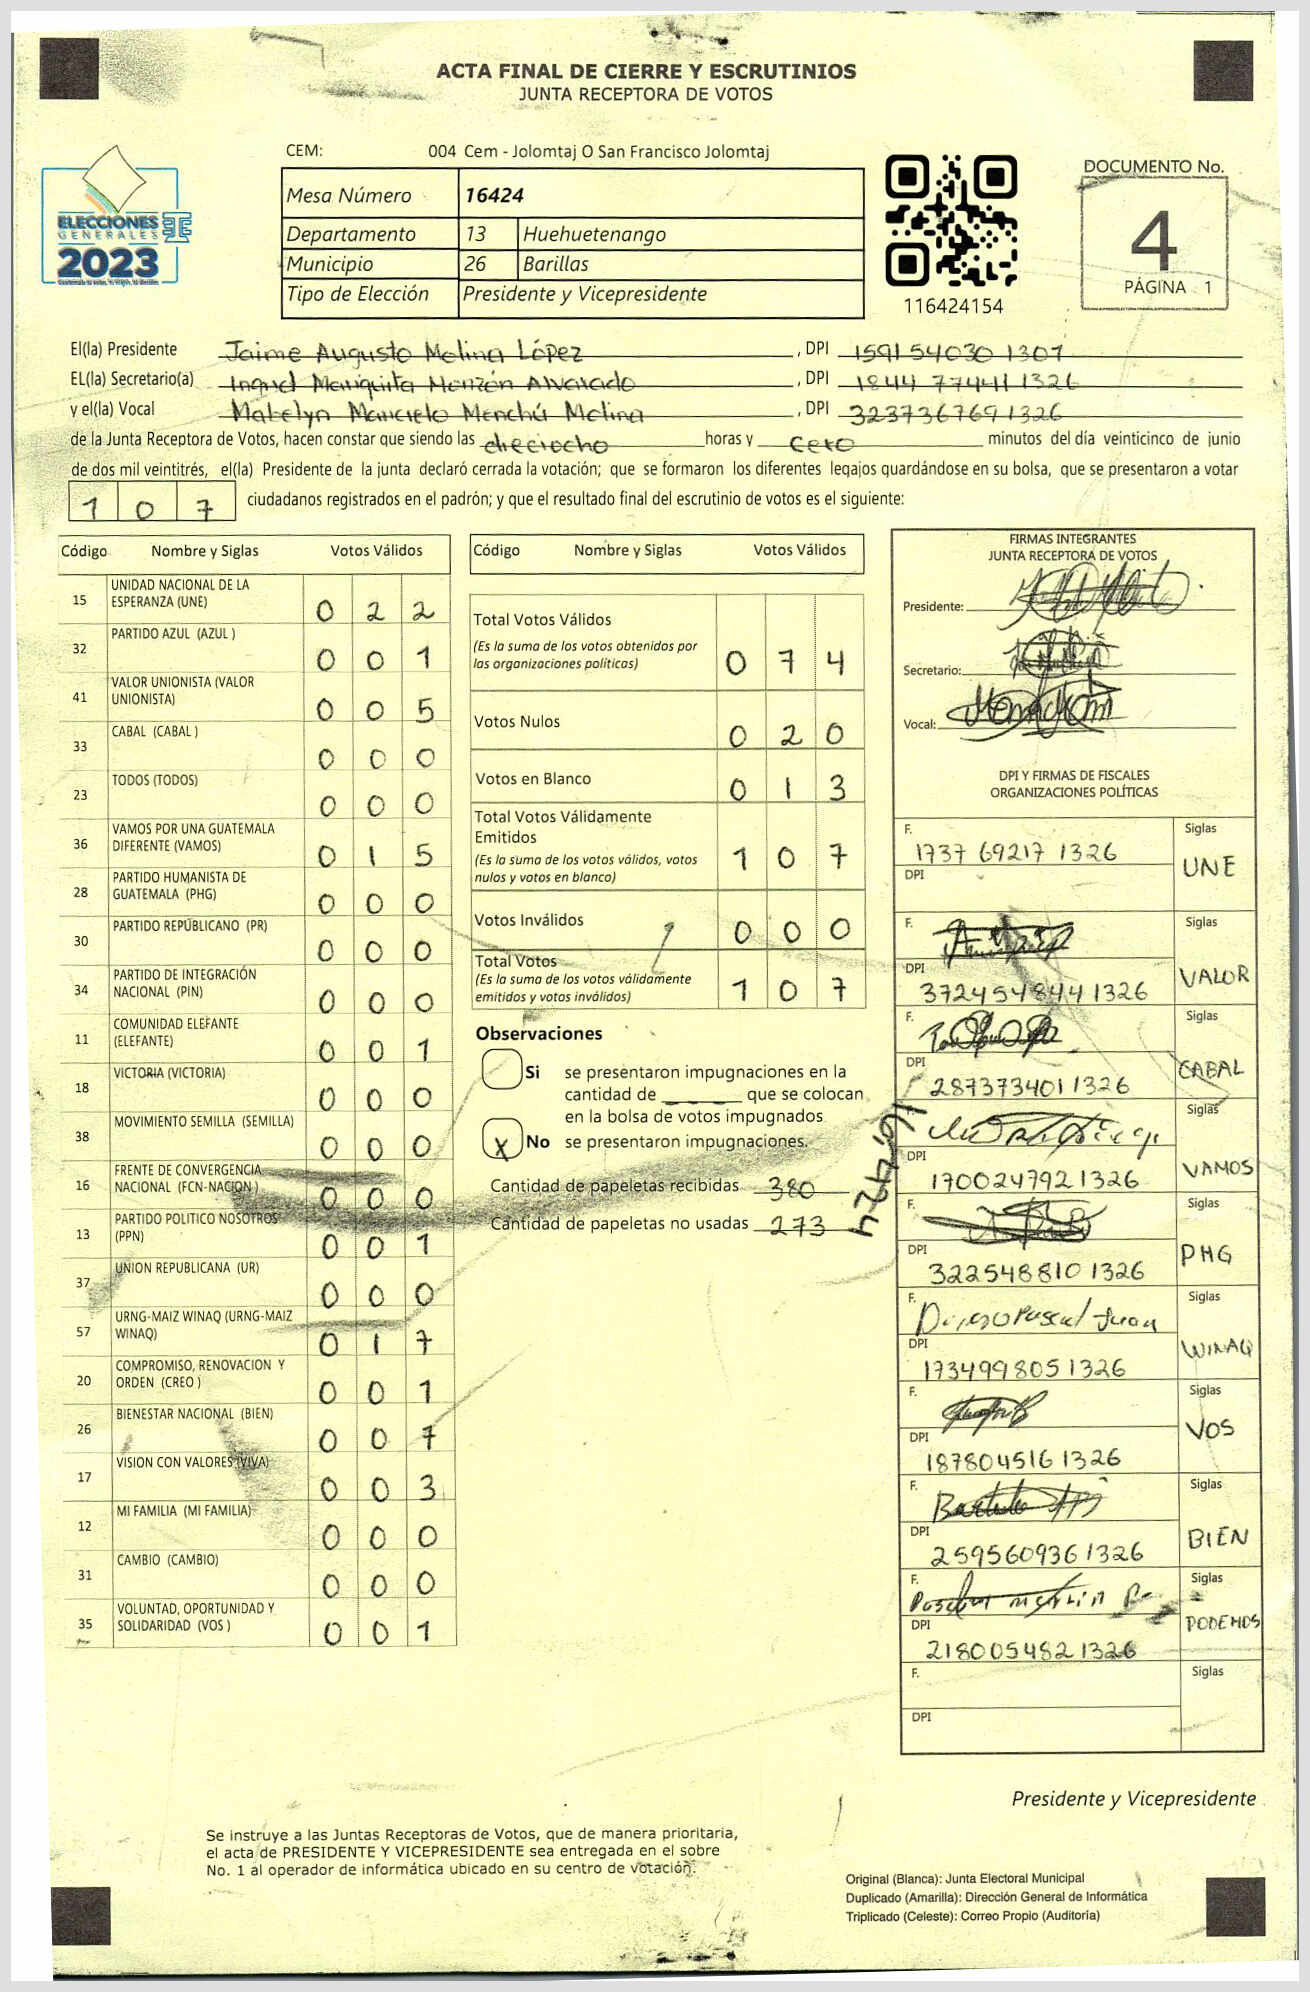 ACTA FINAL DE CIERRE Y ESCRUTINIOS
JUNTA RECEPTORA DE VOTOS
CEM: 004 Cem - Jolomtaj O San Francisco Jolomtaj
ELECCIONES
GENERALES
2023
Mesa Número 16424
Departamento 13 Huehuetenango
Municipio 26 Barillas
Tipo de Elección Presidente y Vicepresidente
116424154
DOCUMENTO No.
4
PÁGINA 1
El(la) Presidente Jaime Augusto Molina López , DPI 1591 54030 1307
EL(la) Secretario(a) Ingrid Mariquita Monzón Alvarado , DPI 1844 77441 1326
y el(la) Vocal Mabelyn Maricielo Menchú Molina , DPI 3237367691326
de la Junta Receptora de Votos, hacen constar que siendo las dieciocho horas y cero minutos del día veinticinco de junio
de dos mil veintitrés, el(la) Presidente de la junta declaró cerrada la votación; que se formaron los diferentes legajos guardándose en su bolsa, que se presentaron a votar
1 0 7 ciudadanos registrados en el padrón; y que el resultado final del escrutinio de votos es el siguiente:
Código Nombre y Siglas Votos Válidos
15 UNIDAD NACIONAL DE LA ESPERANZA (UNE) 0 2 2
32 PARTIDO AZUL (AZUL ) 0 0 1
41 VALOR UNIONISTA (VALOR UNIONISTA) 0 0 5
33 CABAL (CABAL ) 0 0 0
23 TODOS (TODOS) 0 0 0
36 VAMOS POR UNA GUATEMALA DIFERENTE (VAMOS) 0 1 5
28 PARTIDO HUMANISTA DE GUATEMALA (PHG) 0 0 0
30 PARTIDO REPUBLICANO (PR) 0 0 0
34 PARTIDO DE INTEGRACIÓN NACIONAL (PIN) 0 0 0
11 COMUNIDAD ELEFANTE (ELEFANTE) 0 0 1
18 VICTORIA (VICTORIA) 0 0 0
38 MOVIMIENTO SEMILLA (SEMILLA) 0 0 0
16 FRENTE DE CONVERGENCIA NACIONAL (FCN-NACION ) 0 0 0
13 PARTIDO POLITICO NOSOTROS (PPN) 0 0 1
37 UNION REPUBLICANA (UR) 0 0 0
57 URNG-MAIZ WINAQ (URNG-MAIZ WINAQ) 0 1 7
20 COMPROMISO, RENOVACION Y ORDEN (CREO ) 0 0 1
26 BIENESTAR NACIONAL (BIEN) 0 0 7
17 VISION CON VALORES (VIVA) 0 0 3
12 MI FAMILIA (MI FAMILIA) 0 0 0
31 CAMBIO (CAMBIO) 0 0 0
35 VOLUNTAD, OPORTUNIDAD Y SOLIDARIDAD (VOS ) 0 0 1
Código Nombre y Siglas Votos Válidos
Total Votos Válidos
(Es la suma de los votos obtenidos por
las organizaciones políticas) 0 7 4
Votos Nulos 0 2 0
Votos en Blanco 0 1 3
Total Votos Válidamente
Emitidos
(Es la suma de los votos válidos, votos
nulos y votos en blanco) 1 0 7
Votos Inválidos 0 0 0
Total Votos
(Es la suma de los votos válidamente
emitidos y votos inválidos) 1 0 7
Observaciones
Si se presentaron impugnaciones en la
cantidad de que se colocan
en la bolsa de votos impugnados
X No se presentaron impugnaciones.
Cantidad de papeletas recibidas 380
Cantidad de papeletas no usadas 273
16,424
FIRMAS INTEGRANTES
JUNTA RECEPTORA DE VOTOS
Presidente:
Secretario:
Vocal:
DPI Y FIRMAS DE FISCALES
ORGANIZACIONES POLÍTICAS
F. 1737 69217 1326 Siglas
DPI UNE
F. Siglas
DPI 3724548441326 VALOR
F. Siglas
DPI 2873734011326 CABAL
F. Siglas
DPI 1700247921326 VAMOS
F. Siglas
DPI 3225488101326 PHG
F. Siglas
DPI 1734998051326 WINAQ
F. Siglas
DPI 1878045161326 VOS
F. Siglas
DPI 2595609361326 BIEN
F. Siglas
DPI 2180054821326 PODEMOS
F. Siglas
DPI
Presidente y Vicepresidente
Se instruye a las Juntas Receptoras de Votos, que de manera prioritaria,
el acta de PRESIDENTE Y VICEPRESIDENTE sea entregada en el sobre
No. 1 al operador de informática ubicado en su centro de votación.
Original (Blanca): Junta Electoral Municipal
Duplicado (Amarilla): Dirección General de Informática
Triplicado (Celeste): Correo Propio (Auditoría)